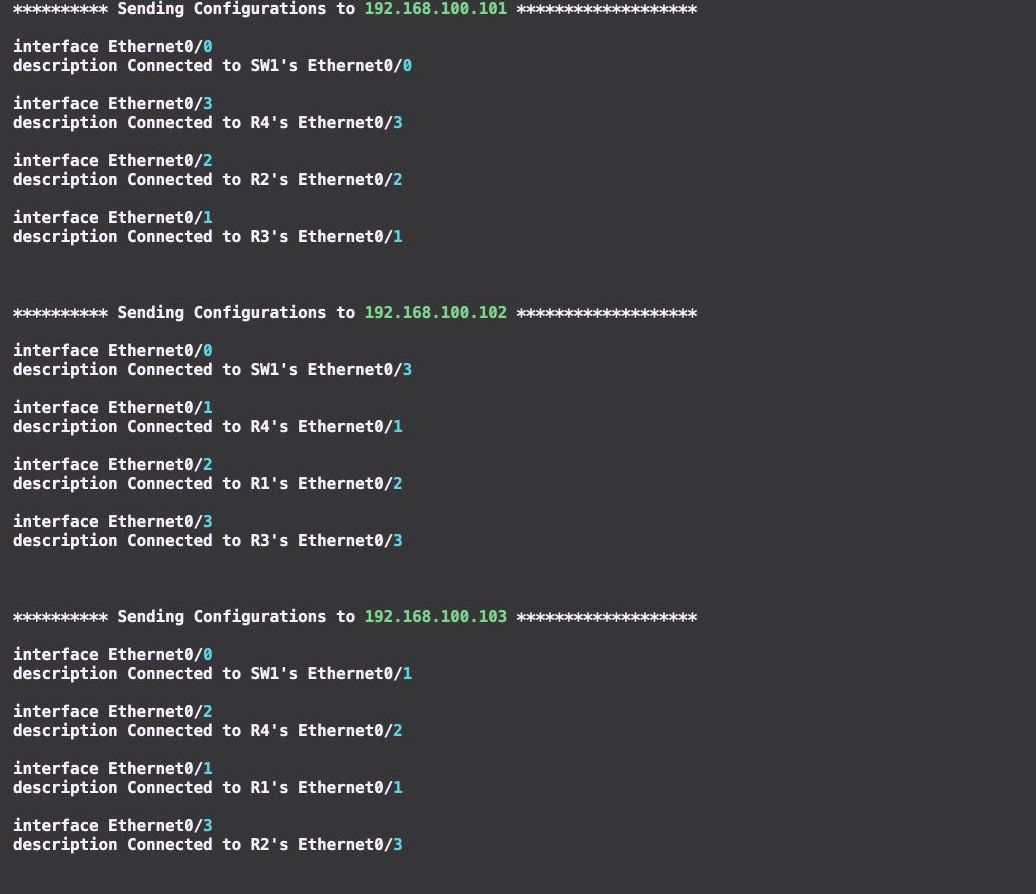 ********** Sending Configurations to 192.168.100.101 *******************
interface Ethernet0/0
description Connected to SW1's Ethernet0/0
interface Ethernet0/3
description Connected to R4's Ethernet0/3
interface Ethernet0/2
description Connected to R2's Ethernet0/2
interface Ethernet0/1
description Connected to R3's Ethernet0/1
********** Sending Configurations to 192.168.100.102 *******************
interface Ethernet0/0
description Connected to SW1's Ethernet0/3
interface Ethernet0/1
description Connected to R4's Ethernet0/1
interface Ethernet0/2
description Connected to R1's Ethernet0/2
interface Ethernet0/3
description Connected to R3's Ethernet0/3
********** Sending Configurations to 192.168.100.103 *******************
interface Ethernet0/0
description Connected to SW1's Ethernet0/1
interface Ethernet0/2
description Connected to R4's Ethernet0/2
interface Ethernet0/1
description Connected to R1's Ethernet0/1
interface Ethernet0/3
description Connected to R2's Ethernet0/3